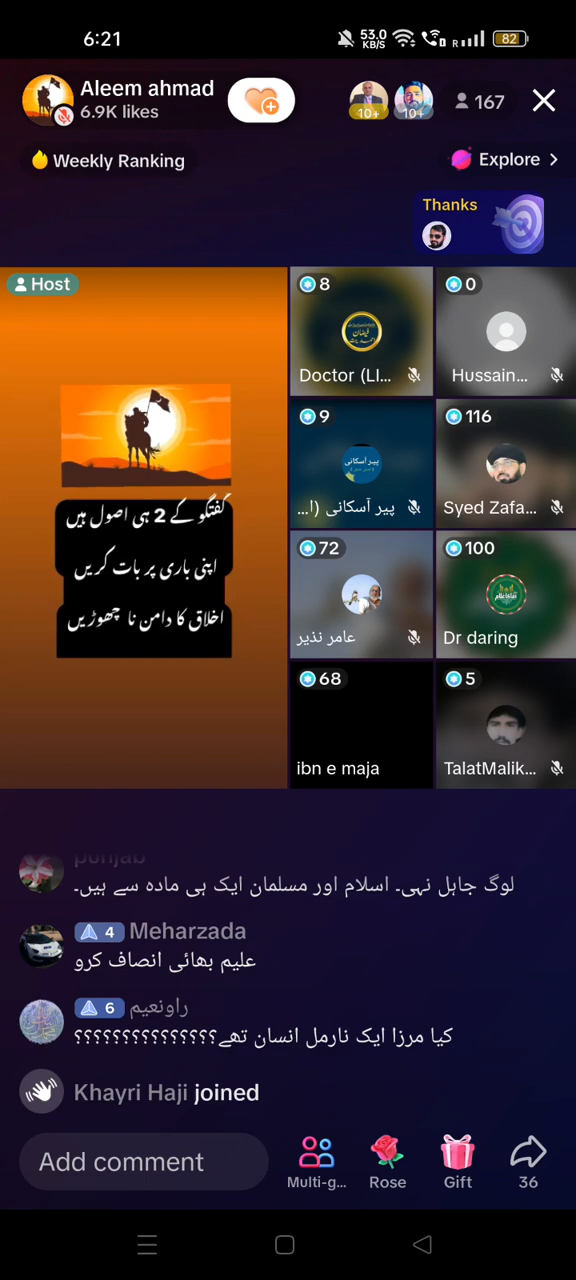 6:21
53.0
KB/S
R
82
Aleem ahmad
6.9K likes
10+
10+
167
Weekly Ranking
Explore
Thanks
Host
8
فیضان
Doctor (LI...
0
Hussain...
9
پیر آسکانی
پیر آسکانی (ا...
116
Syed Zafa...
72
عامر نذیر
100
Dr daring
68
ibn e maja
5
TalatMalik...
گفتگو کے 2 ہی اصول ہیں
اپنی باری پر بات کریں
اخلاق کا دامن نا چھوڑیں
punjab
لوگ جاہل نہی۔ اسلام اور مسلمان ایک ہی مادہ سے ہیں۔
4 Meharzada
علیم بھائی انصاف کرو
6 راونعیم
کیا مرزا ایک نارمل انسان تھے؟؟؟؟؟؟؟؟؟؟؟؟؟؟؟
Khayri Haji joined
Add comment
Multi-g...
Rose
Gift
36